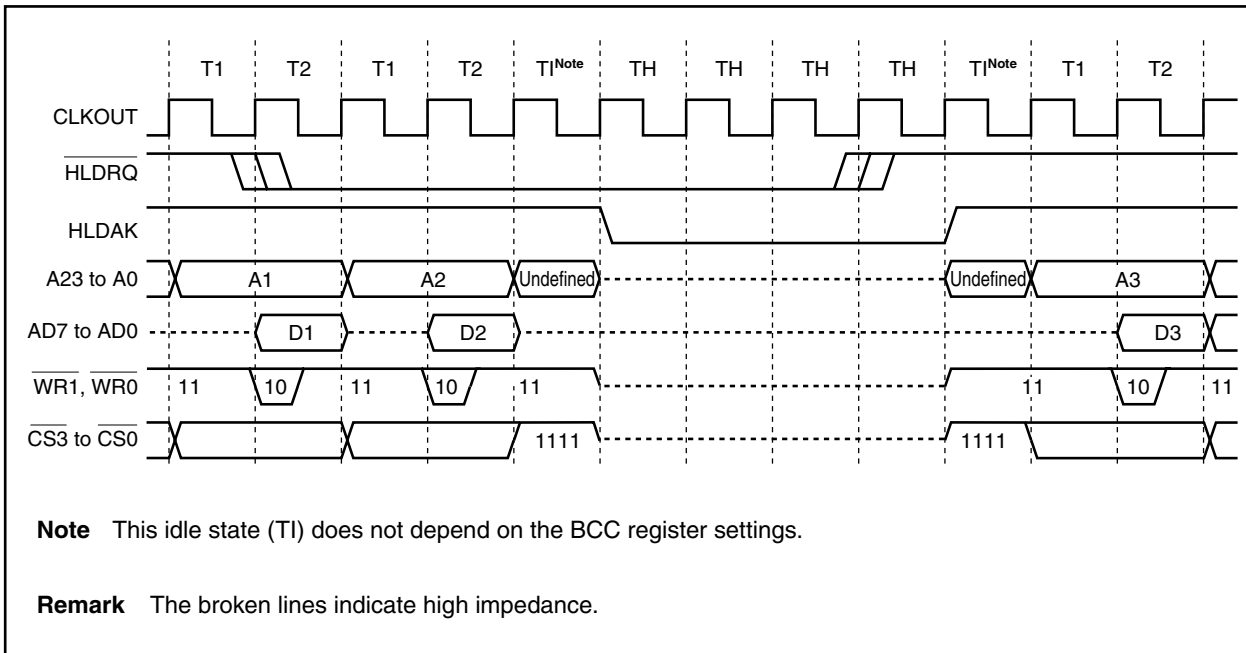 T1 T2 T1 T2 TINote TH TH TH TH TINote T1 T2
CLKOUT
HLDRQ
HLDAK
A23 to A0 A1 A2 Undefined Undefined A3
AD7 to AD0 D1 D2 D3
WR1, WR0 11 10 11 10 11 11 10 11
CS3 to CS0 1111 1111
Note This idle state (TI) does not depend on the BCC register settings.
Remark The broken lines indicate high impedance.